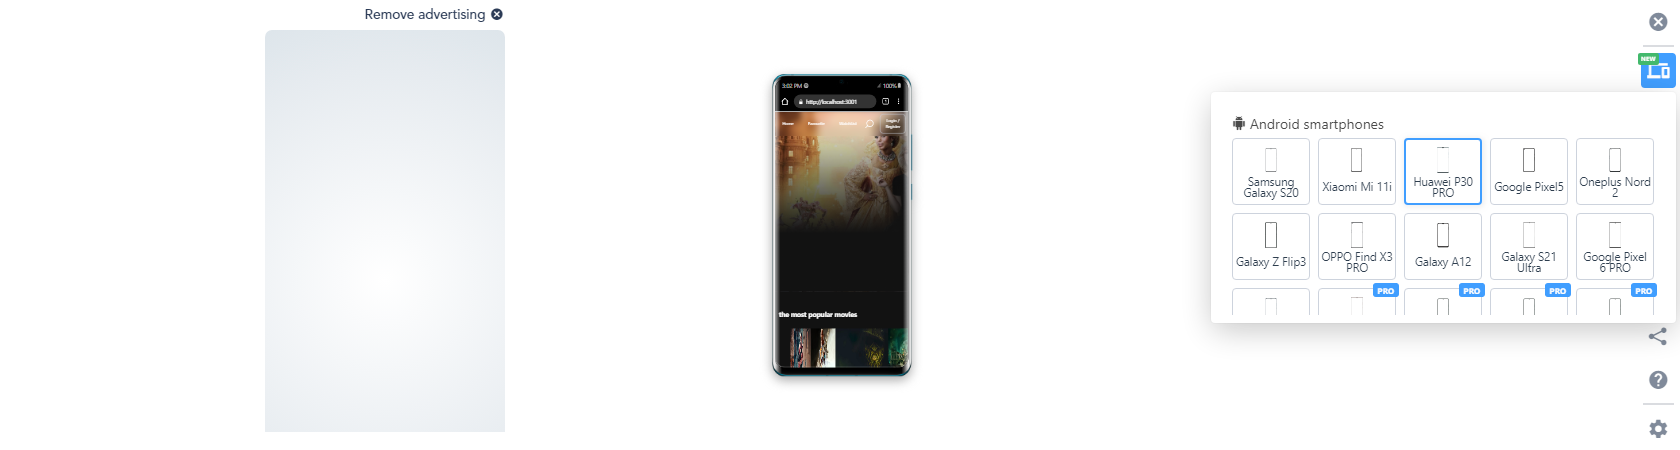 Remove advertising
3:02 PM
100%
http://localhost:3001
Home
Favourites
Watchlist
Login /
Register
the most popular movies
NEW
Android smartphones
Samsung
Galaxy S20
Xiaomi Mi 11i
Huawei P30
PRO
Google Pixel5
Oneplus Nord
2
Galaxy Z Flip3
OPPO Find X3
PRO
Galaxy A12
Galaxy S21
Ultra
Google Pixel
6 PRO
PRO
PRO
PRO
PRO